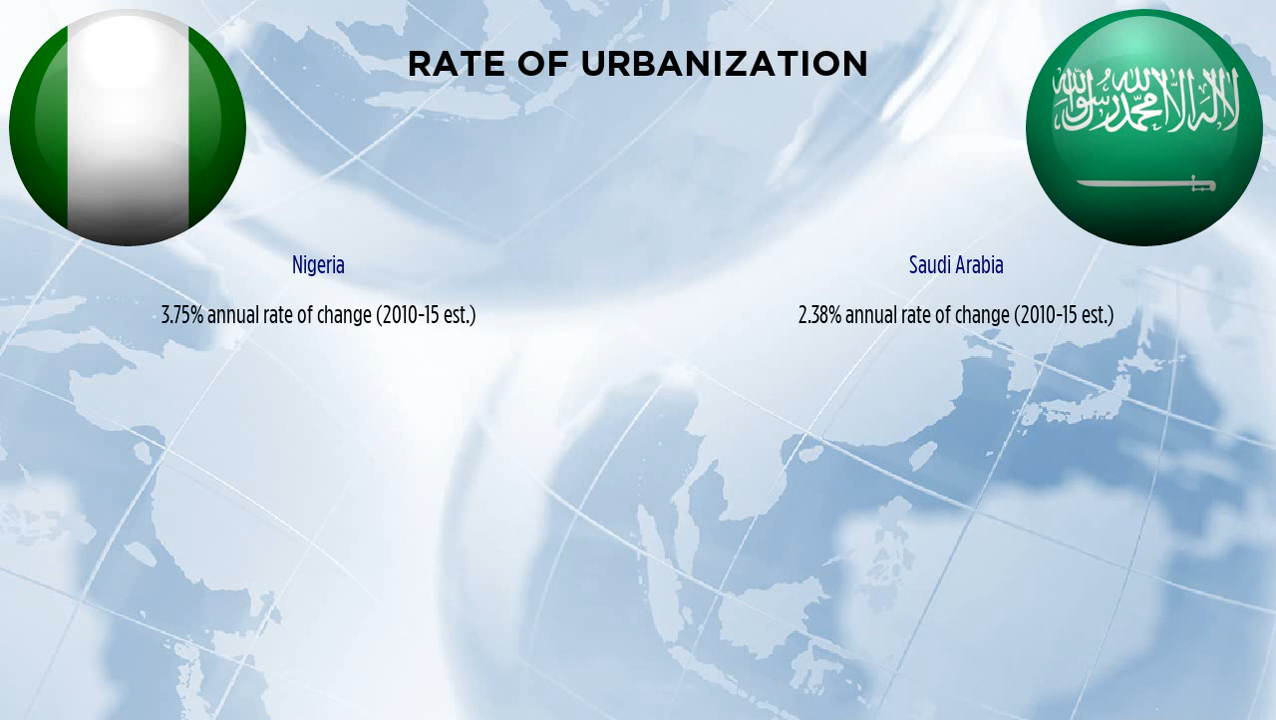 RATE OF URBANIZATION
لا إله إلا الله محمد رسول الله
Nigeria
Saudi Arabia
3.75% annual rate of change (2010-15 est.)
2.38% annual rate of change (2010-15 est.)